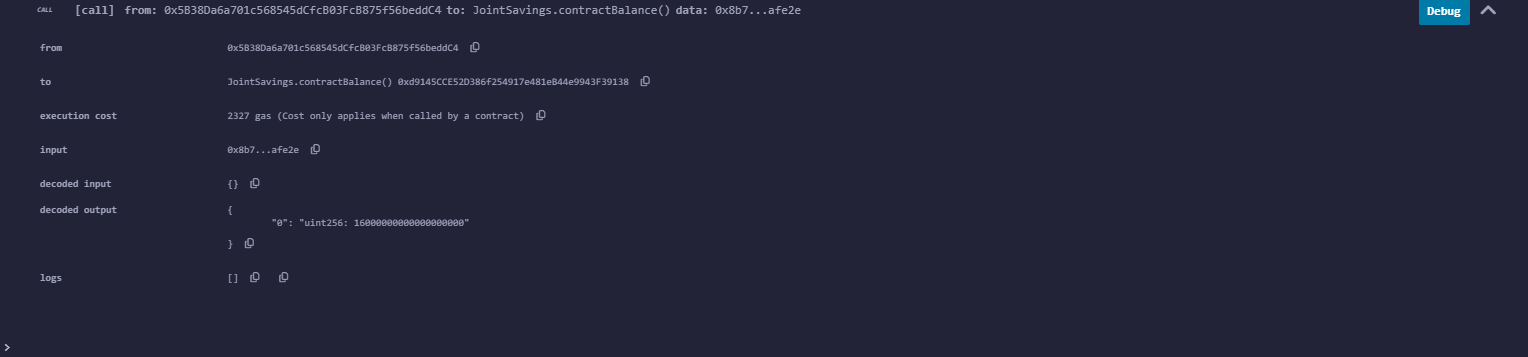 CALL [call] from: 0x5B38Da6a701c568545dCfcB03FcB875f56beddC4 to: JointSavings.contractBalance() data: 0x8b7...afe2e Debug
from 0x5B38Da6a701c568545dCfcB03FcB875f56beddC4
to JointSavings.contractBalance() 0xd9145CCE52D386f254917e481eB44e9943F39138
execution cost 2327 gas (Cost only applies when called by a contract)
input 0x8b7...afe2e
decoded input {}
decoded output {
"0": "uint256: 16000000000000000000"
}
logs []
>